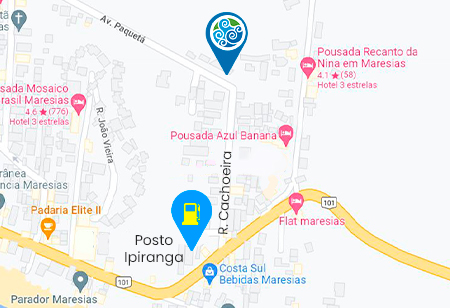 Av. Paquetá
Pousada Recanto da
Nina em Maresias
4.1 ★ (58)
Hotel 3 estrelas
usada Mosaico
rasil Maresias
4.6 ★ (776)
Hotel 3 estrelas
R. João Vieira
Pousada Azul Banana
R. Cachoeira
rânea
ência Maresias
101
Padaria Elite II
Flat maresias
Posto
Ipiranga
101
Costa Sul
Bebidas Maresias
Parador Maresias